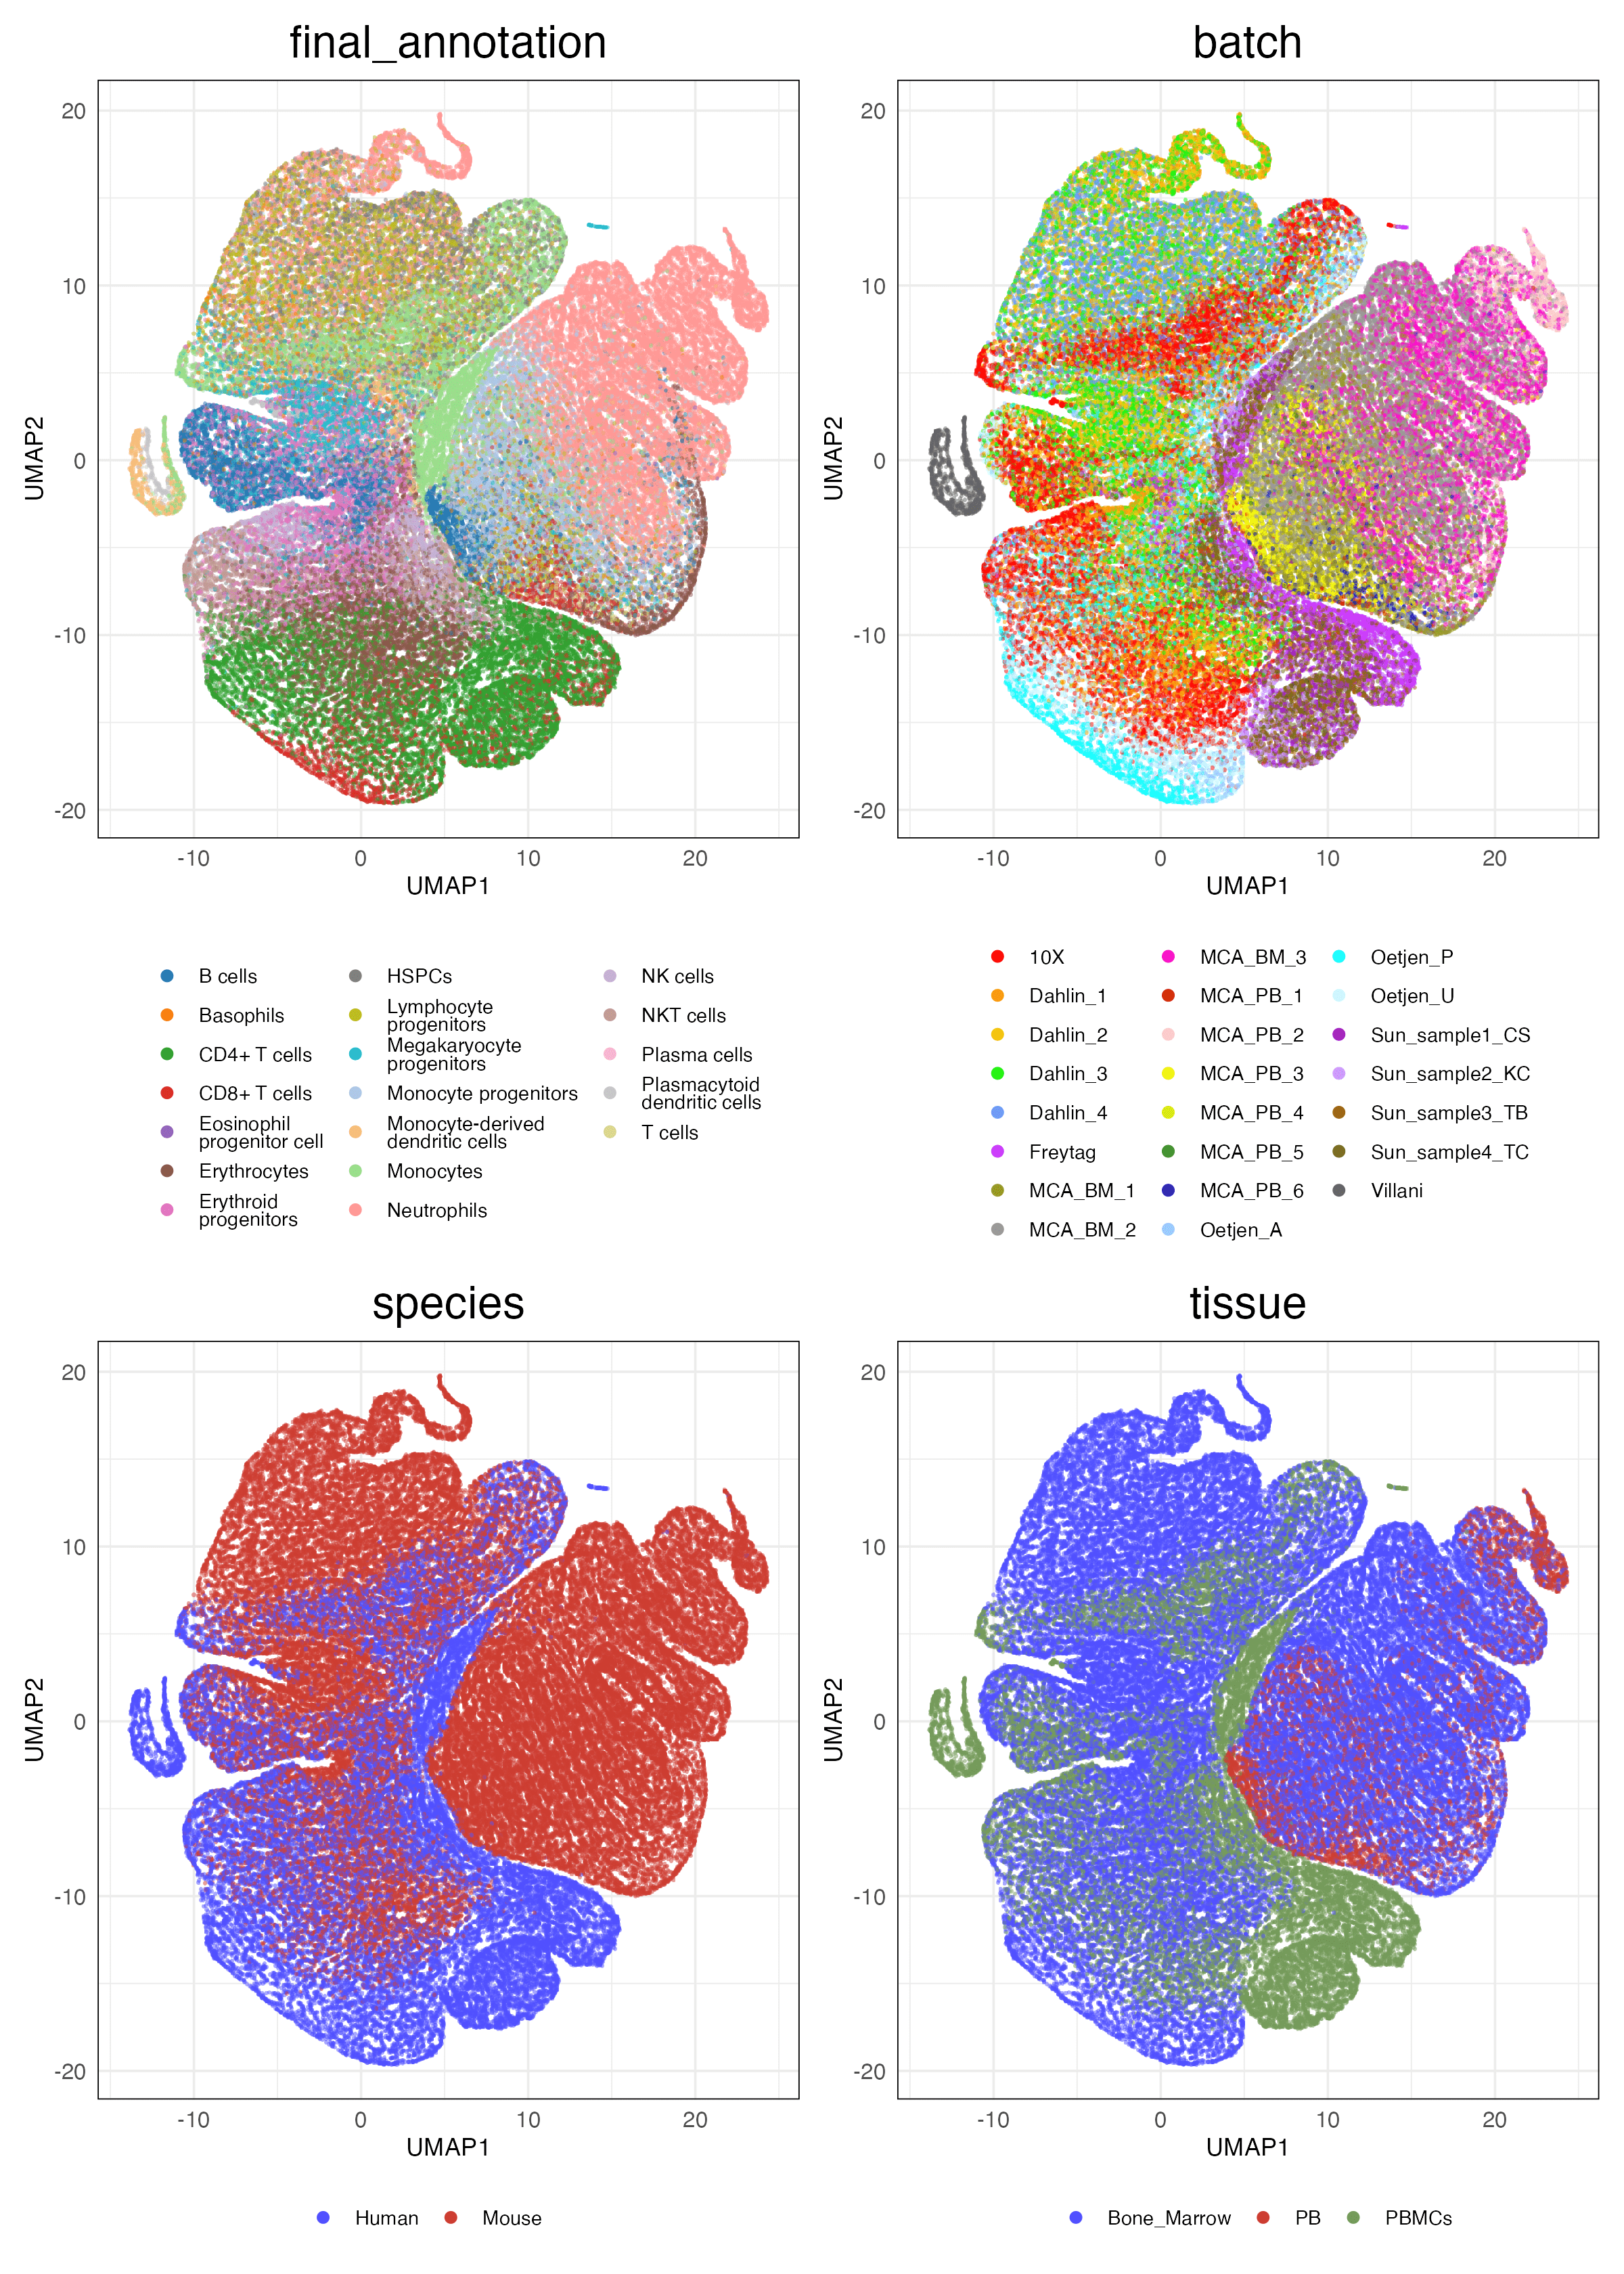 final_annotation
batch
20
10
0
-10
-20
UMAP2
-10
0
10
20
UMAP1
20
10
0
-10
-20
UMAP2
-10
0
10
20
UMAP1
B cells
Basophils
CD4+ T cells
CD8+ T cells
Eosinophil
progenitor cell
Erythrocytes
Erythroid
progenitors
HSPCs
Lymphocyte
progenitors
Megakaryocyte
progenitors
Monocyte progenitors
Monocyte-derived
dendritic cells
Monocytes
Neutrophils
NK cells
NKT cells
Plasma cells
Plasmacytoid
dendritic cells
T cells
10X
Dahlin_1
Dahlin_2
Dahlin_3
Dahlin_4
Freytag
MCA_BM_1
MCA_BM_2
MCA_BM_3
MCA_PB_1
MCA_PB_2
MCA_PB_3
MCA_PB_4
MCA_PB_5
MCA_PB_6
Oetjen_A
Oetjen_P
Oetjen_U
Sun_sample1_CS
Sun_sample2_KC
Sun_sample3_TB
Sun_sample4_TC
Villani
species
tissue
20
10
0
-10
-20
UMAP2
-10
0
10
20
UMAP1
20
10
0
-10
-20
UMAP2
-10
0
10
20
UMAP1
Human
Mouse
Bone_Marrow
PB
PBMCs